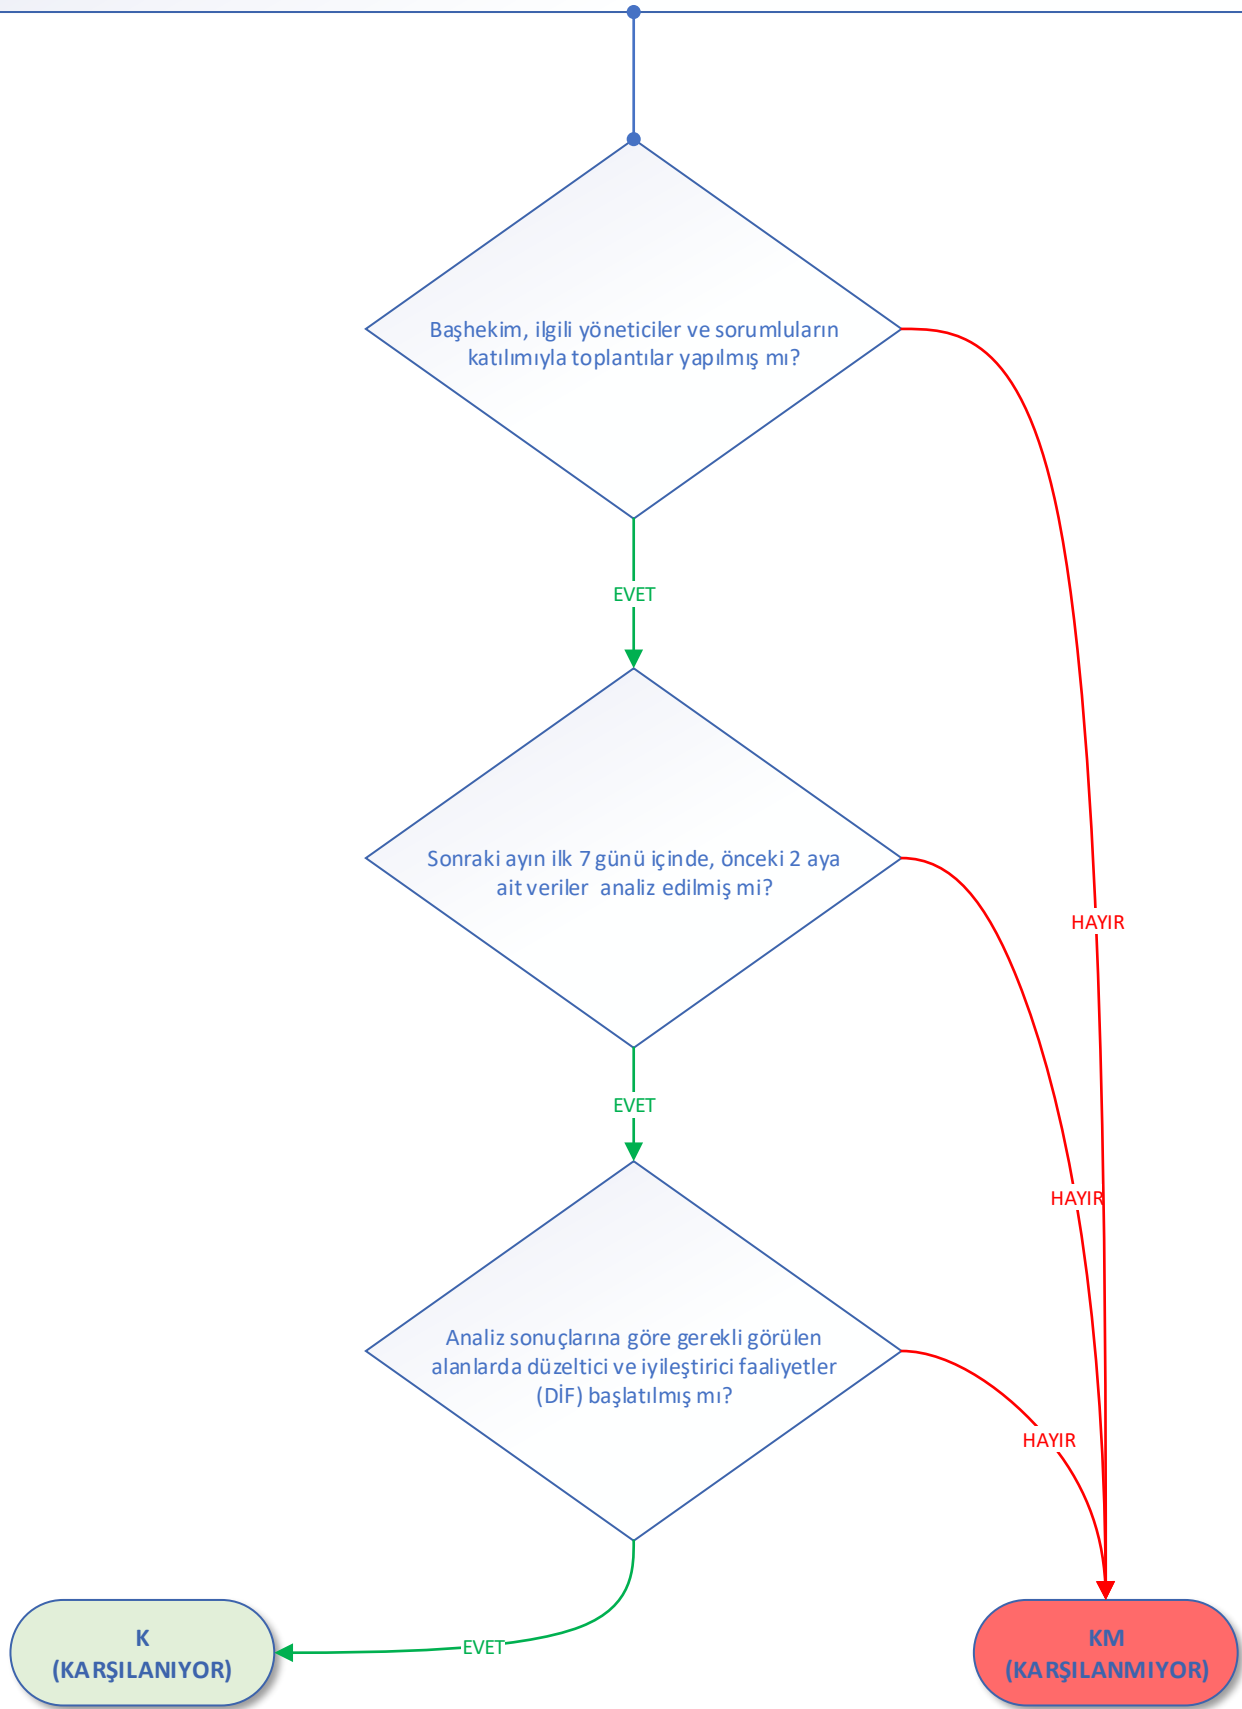 Başhekim, ilgili yöneticiler ve sorumluların
katılımıyla toplantılar yapılmış mı?
EVET
Sonraki ayın ilk 7 günü içinde, önceki 2 aya
ait veriler analiz edilmiş mi?
HAYIR
EVET
HAYIR
Analiz sonuçlarına göre gerekli görülen
alanlarda düzeltici ve iyileştirici faaliyetler
(DİF) başlatılmış mı?
HAYIR
EVET
K
(KARŞILANIYOR)
KM
(KARŞILANMIYOR)